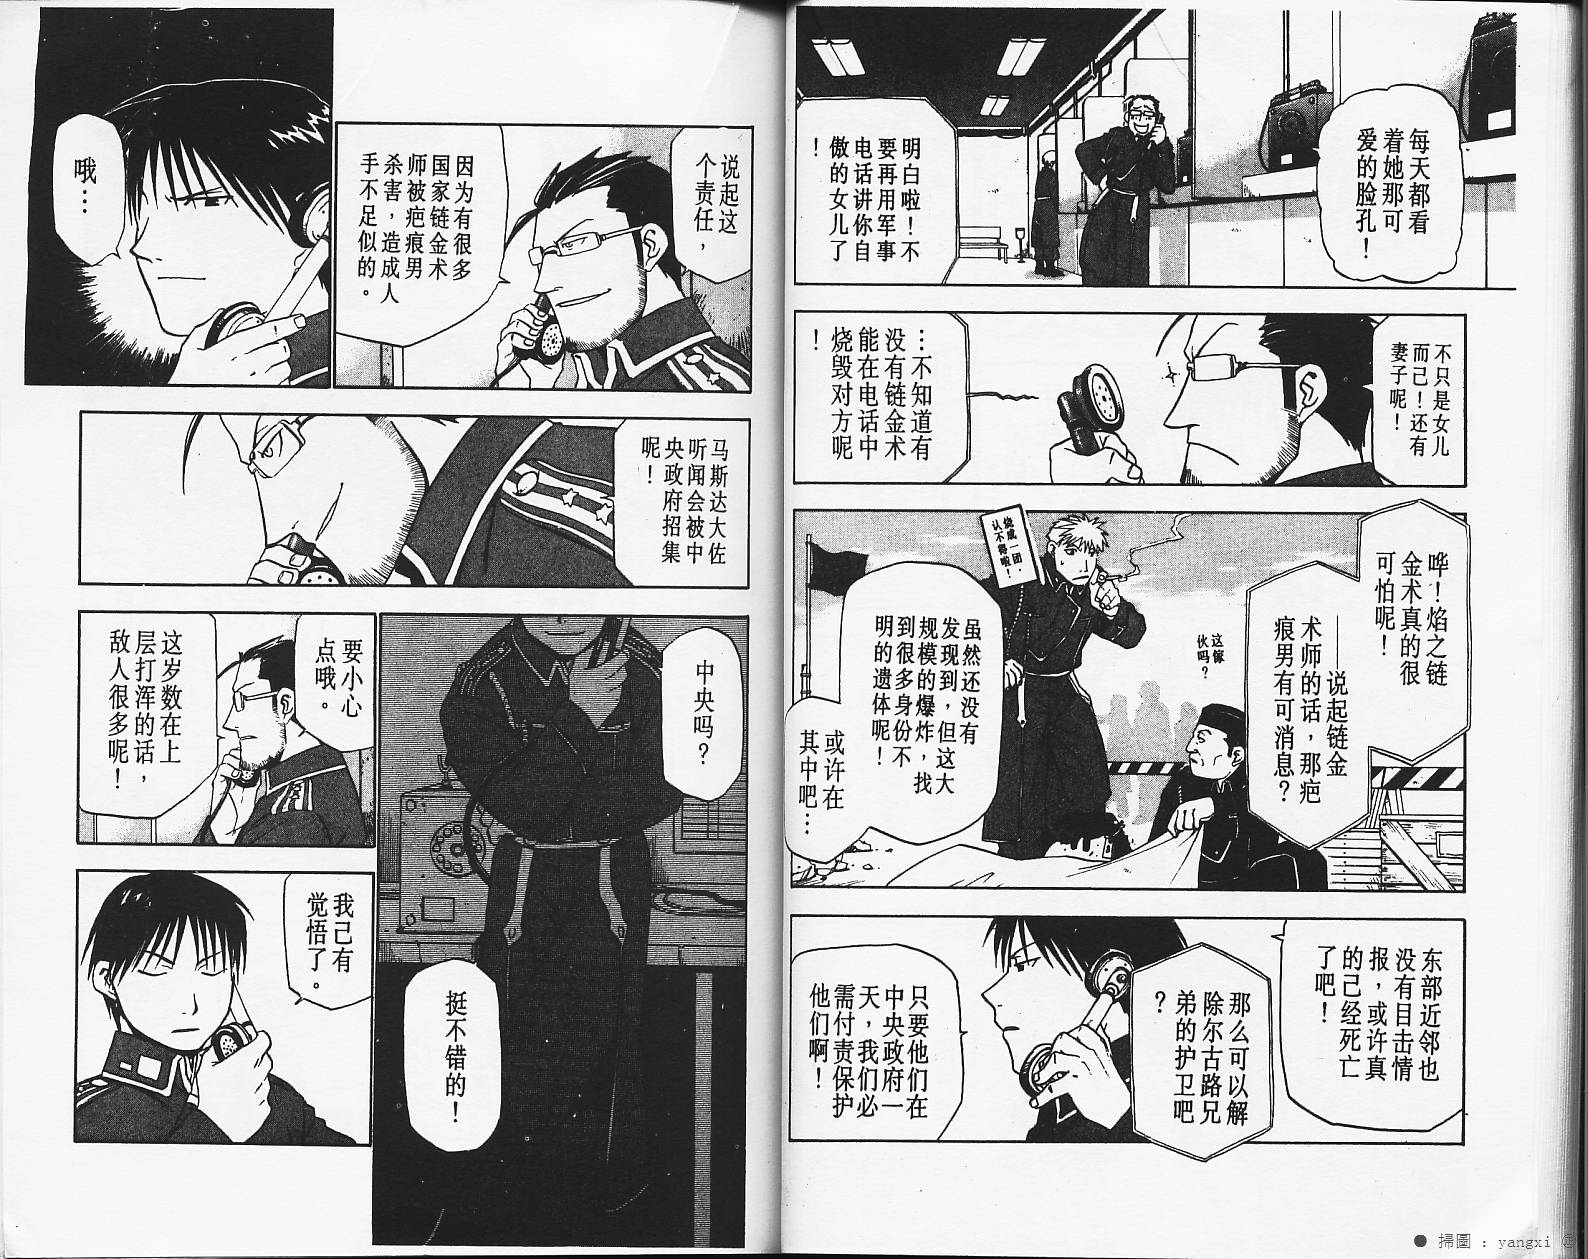 每天都看
着她那可
爱的脸孔！
明白啦！不
要再用军事
电话讲你自
傲的女儿了
！
不只是女儿
而已！还有
妻子呢！
…不知道有
没有链金术
能在电话中
烧毁对方呢
！
哗！焰之链
金术真的很
可怕呢！
——说起链金
术师的话，那疤
痕男有可消息？
烧成一团，
认不得啦！
这傢
伙吗？
虽然还没有
发现到，但这大
规模的爆炸，找
到很多身份不
明的遗体呢！
或许在
其中吧…
东部近邻也
没有目击情
报，或许真
的已经死亡
了吧！
那么可以解
除尔古路兄
弟的护卫吧
？
只要他们在
中央政府一
天，我们必
需付责保护
他们啊！
说起这
个责任，
因为有很多
国家链金术
师被疤痕男
杀害，造成人
手不足似的。
哦…
马斯达大佐
听闻会被中
央政府招集
呢！
中央吗？
挺不错的！
要小心
点哦。
这岁数在上
层打浑的话，
敌人很多呢！
我已有
觉悟了。
● 掃圖 : yangxi